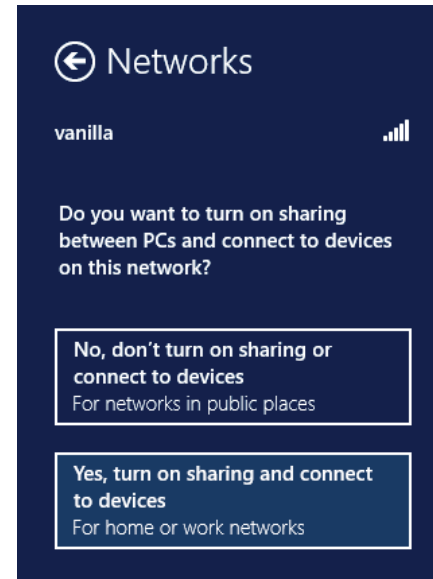 Networks
vanilla
Do you want to turn on sharing
between PCs and connect to devices
on this network?
No, don’t turn on sharing or
connect to devices
For networks in public places
Yes, turn on sharing and connect
to devices
For home or work networks